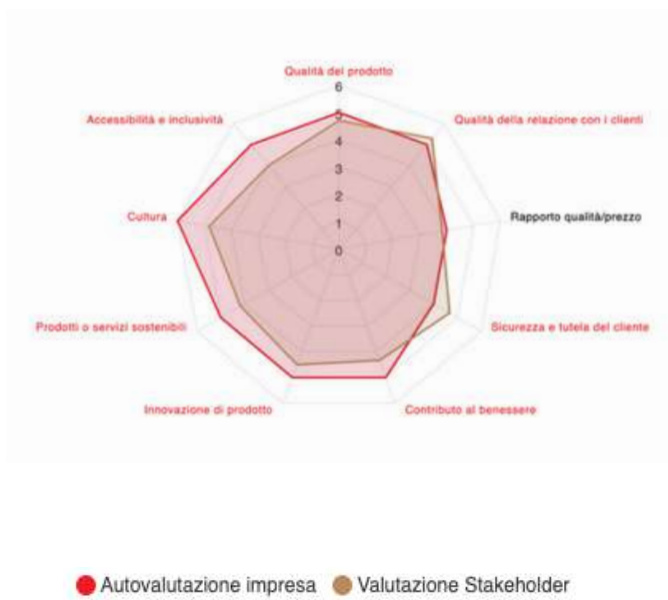 Qualità del prodotto
6
Accessibilità e inclusività
Qualità della relazione con i clienti
5
4
3
Cultura
Rapporto qualità/prezzo
2
1
0
Prodotti o servizi sostenibili
Sicurezza e tutela del cliente
Innovazione di prodotto
Contributo al benessere
Autovalutazione impresa
Valutazione Stakeholder